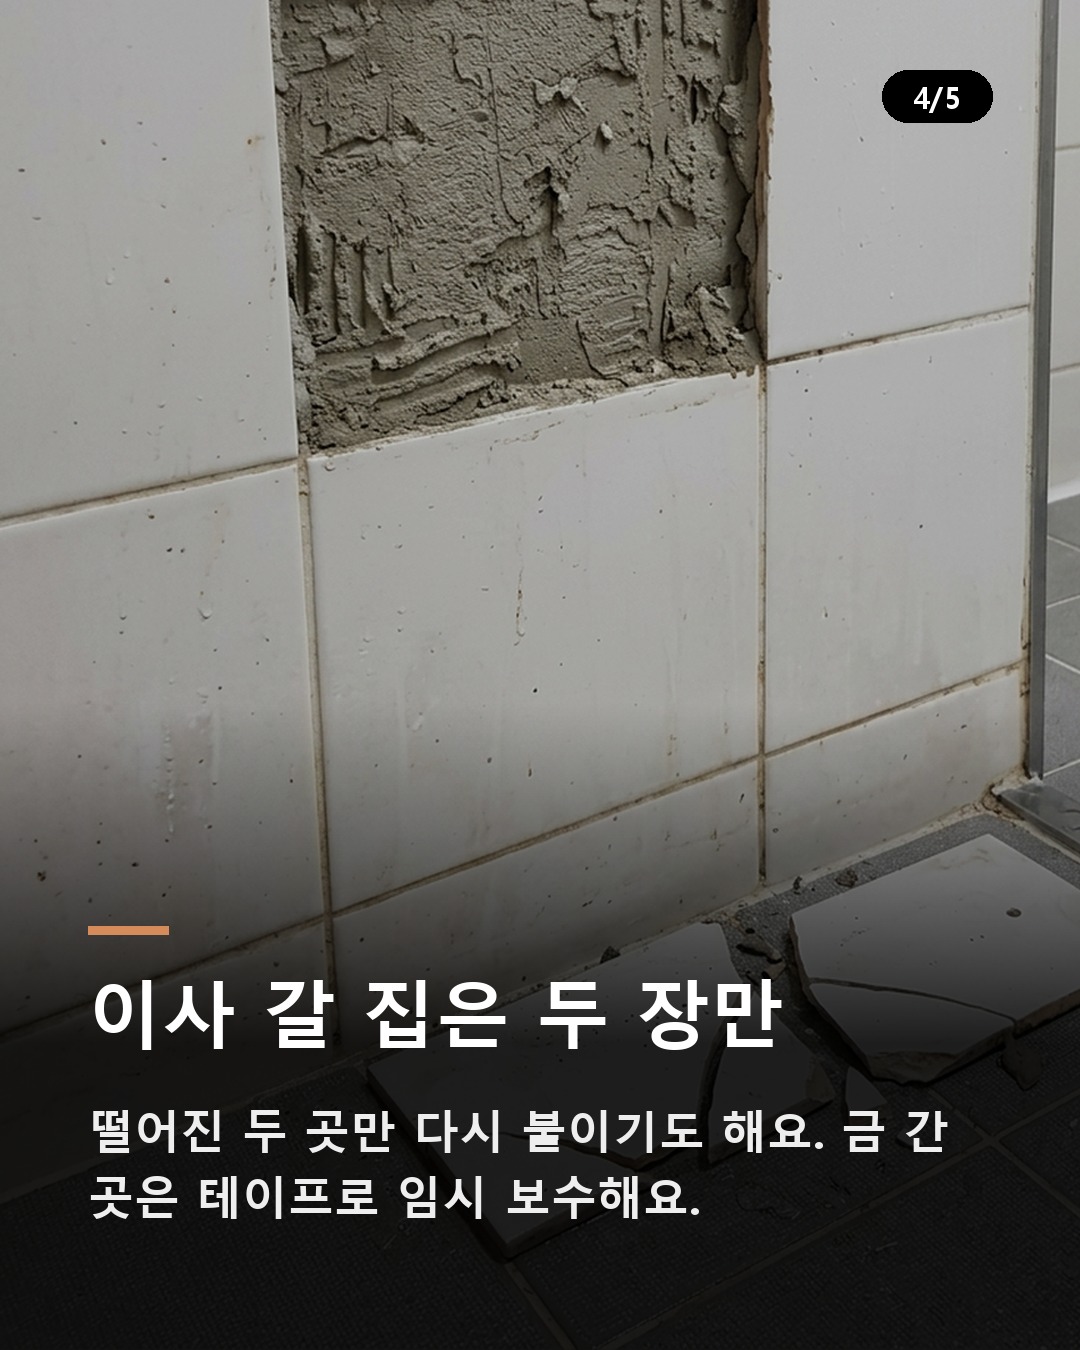 4/5
이사 갈 집은 두 장만
떨어진 두 곳만 다시 붙이기도 해요. 금 간
곳은 테이프로 임시 보수해요.